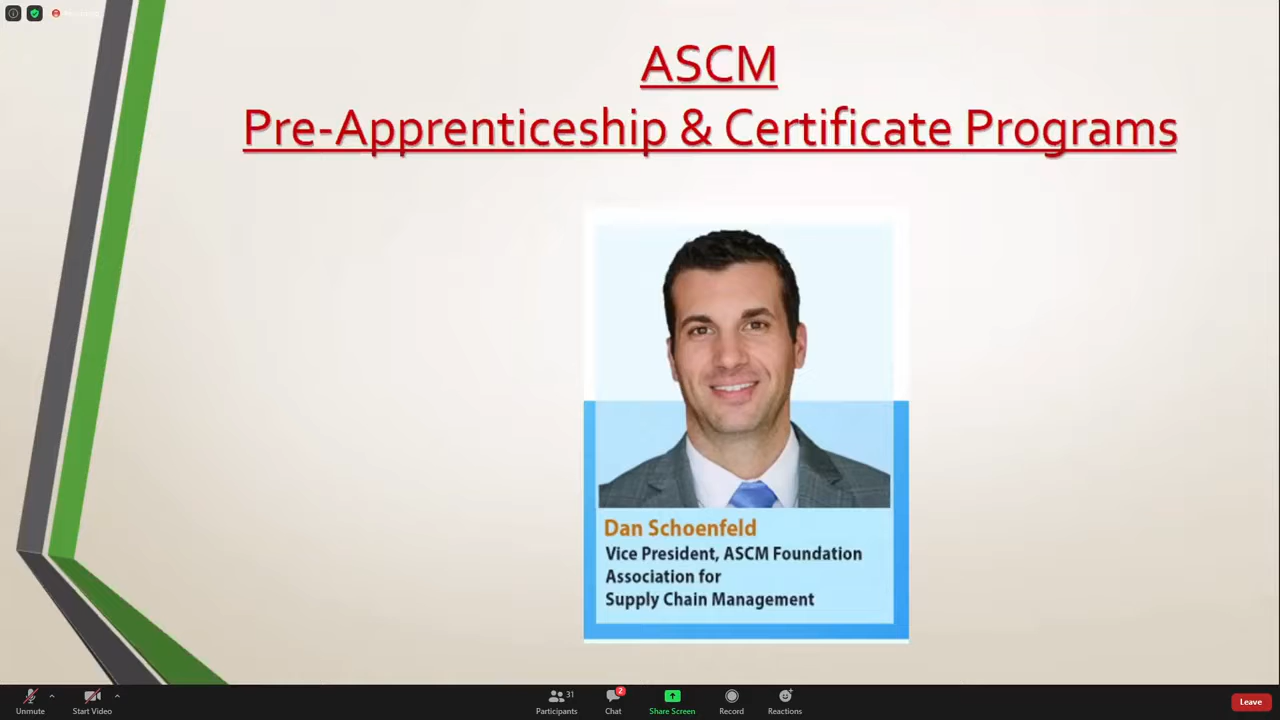 ASCM
Pre-Apprenticeship & Certificate Programs
Dan Schoenfeld
Vice President, ASCM Foundation
Association for
Supply Chain Management
Unmute
Start Video
31
Participants
2
Chat
Share Screen
Record
Reactions
Leave